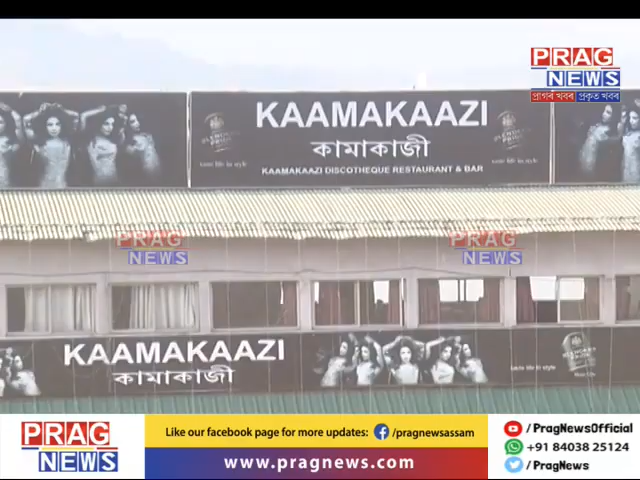 PRAG
NEWS
প্ৰাগৰ খবৰ প্ৰকৃত খবৰ
KAAMAKAAZI
কামাকাজী
KAAMAKAAZI DISCOTHEQUE RESTAURANT & BAR
PRAG
NEWS
PRAG
NEWS
KAAMAKAAZI
কামাকাজী
PRAG
NEWS
Like our facebook page for more updates: /pragnewsassam
www.pragnews.com
/PragNewsOfficial
+91 84038 25124
/PragNews